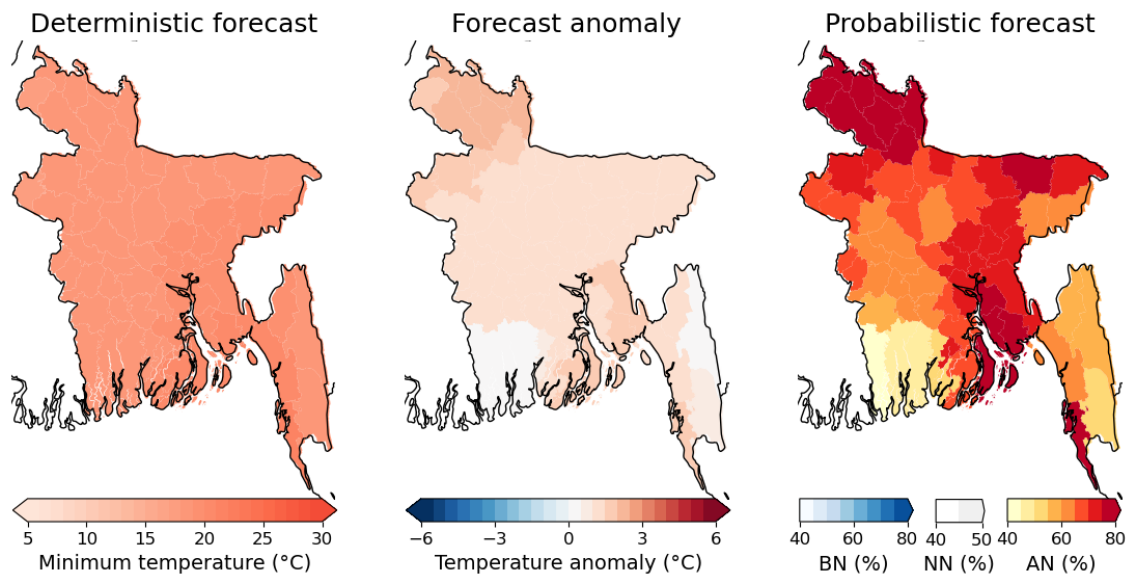 Deterministic forecast
Forecast anomaly
Probabilistic forecast
5 10 15 20 25 30
Minimum temperature (°C)
−6 −3 0 3 6
Temperature anomaly (°C)
40 60 80
BN (%)
40 50
NN (%)
40 60 80
AN (%)